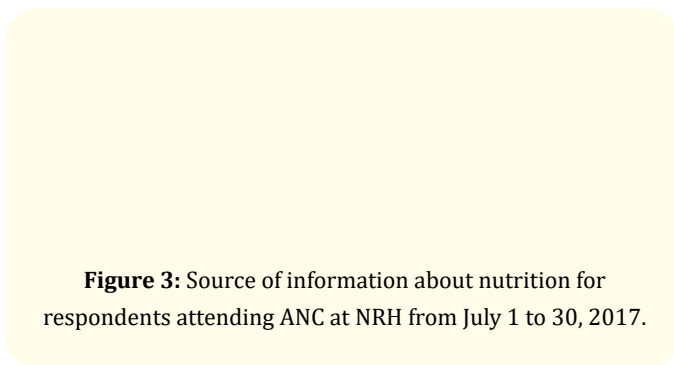 Figure 3: Source of information about nutrition for
respondents attending ANC at NRH from July 1 to 30, 2017.